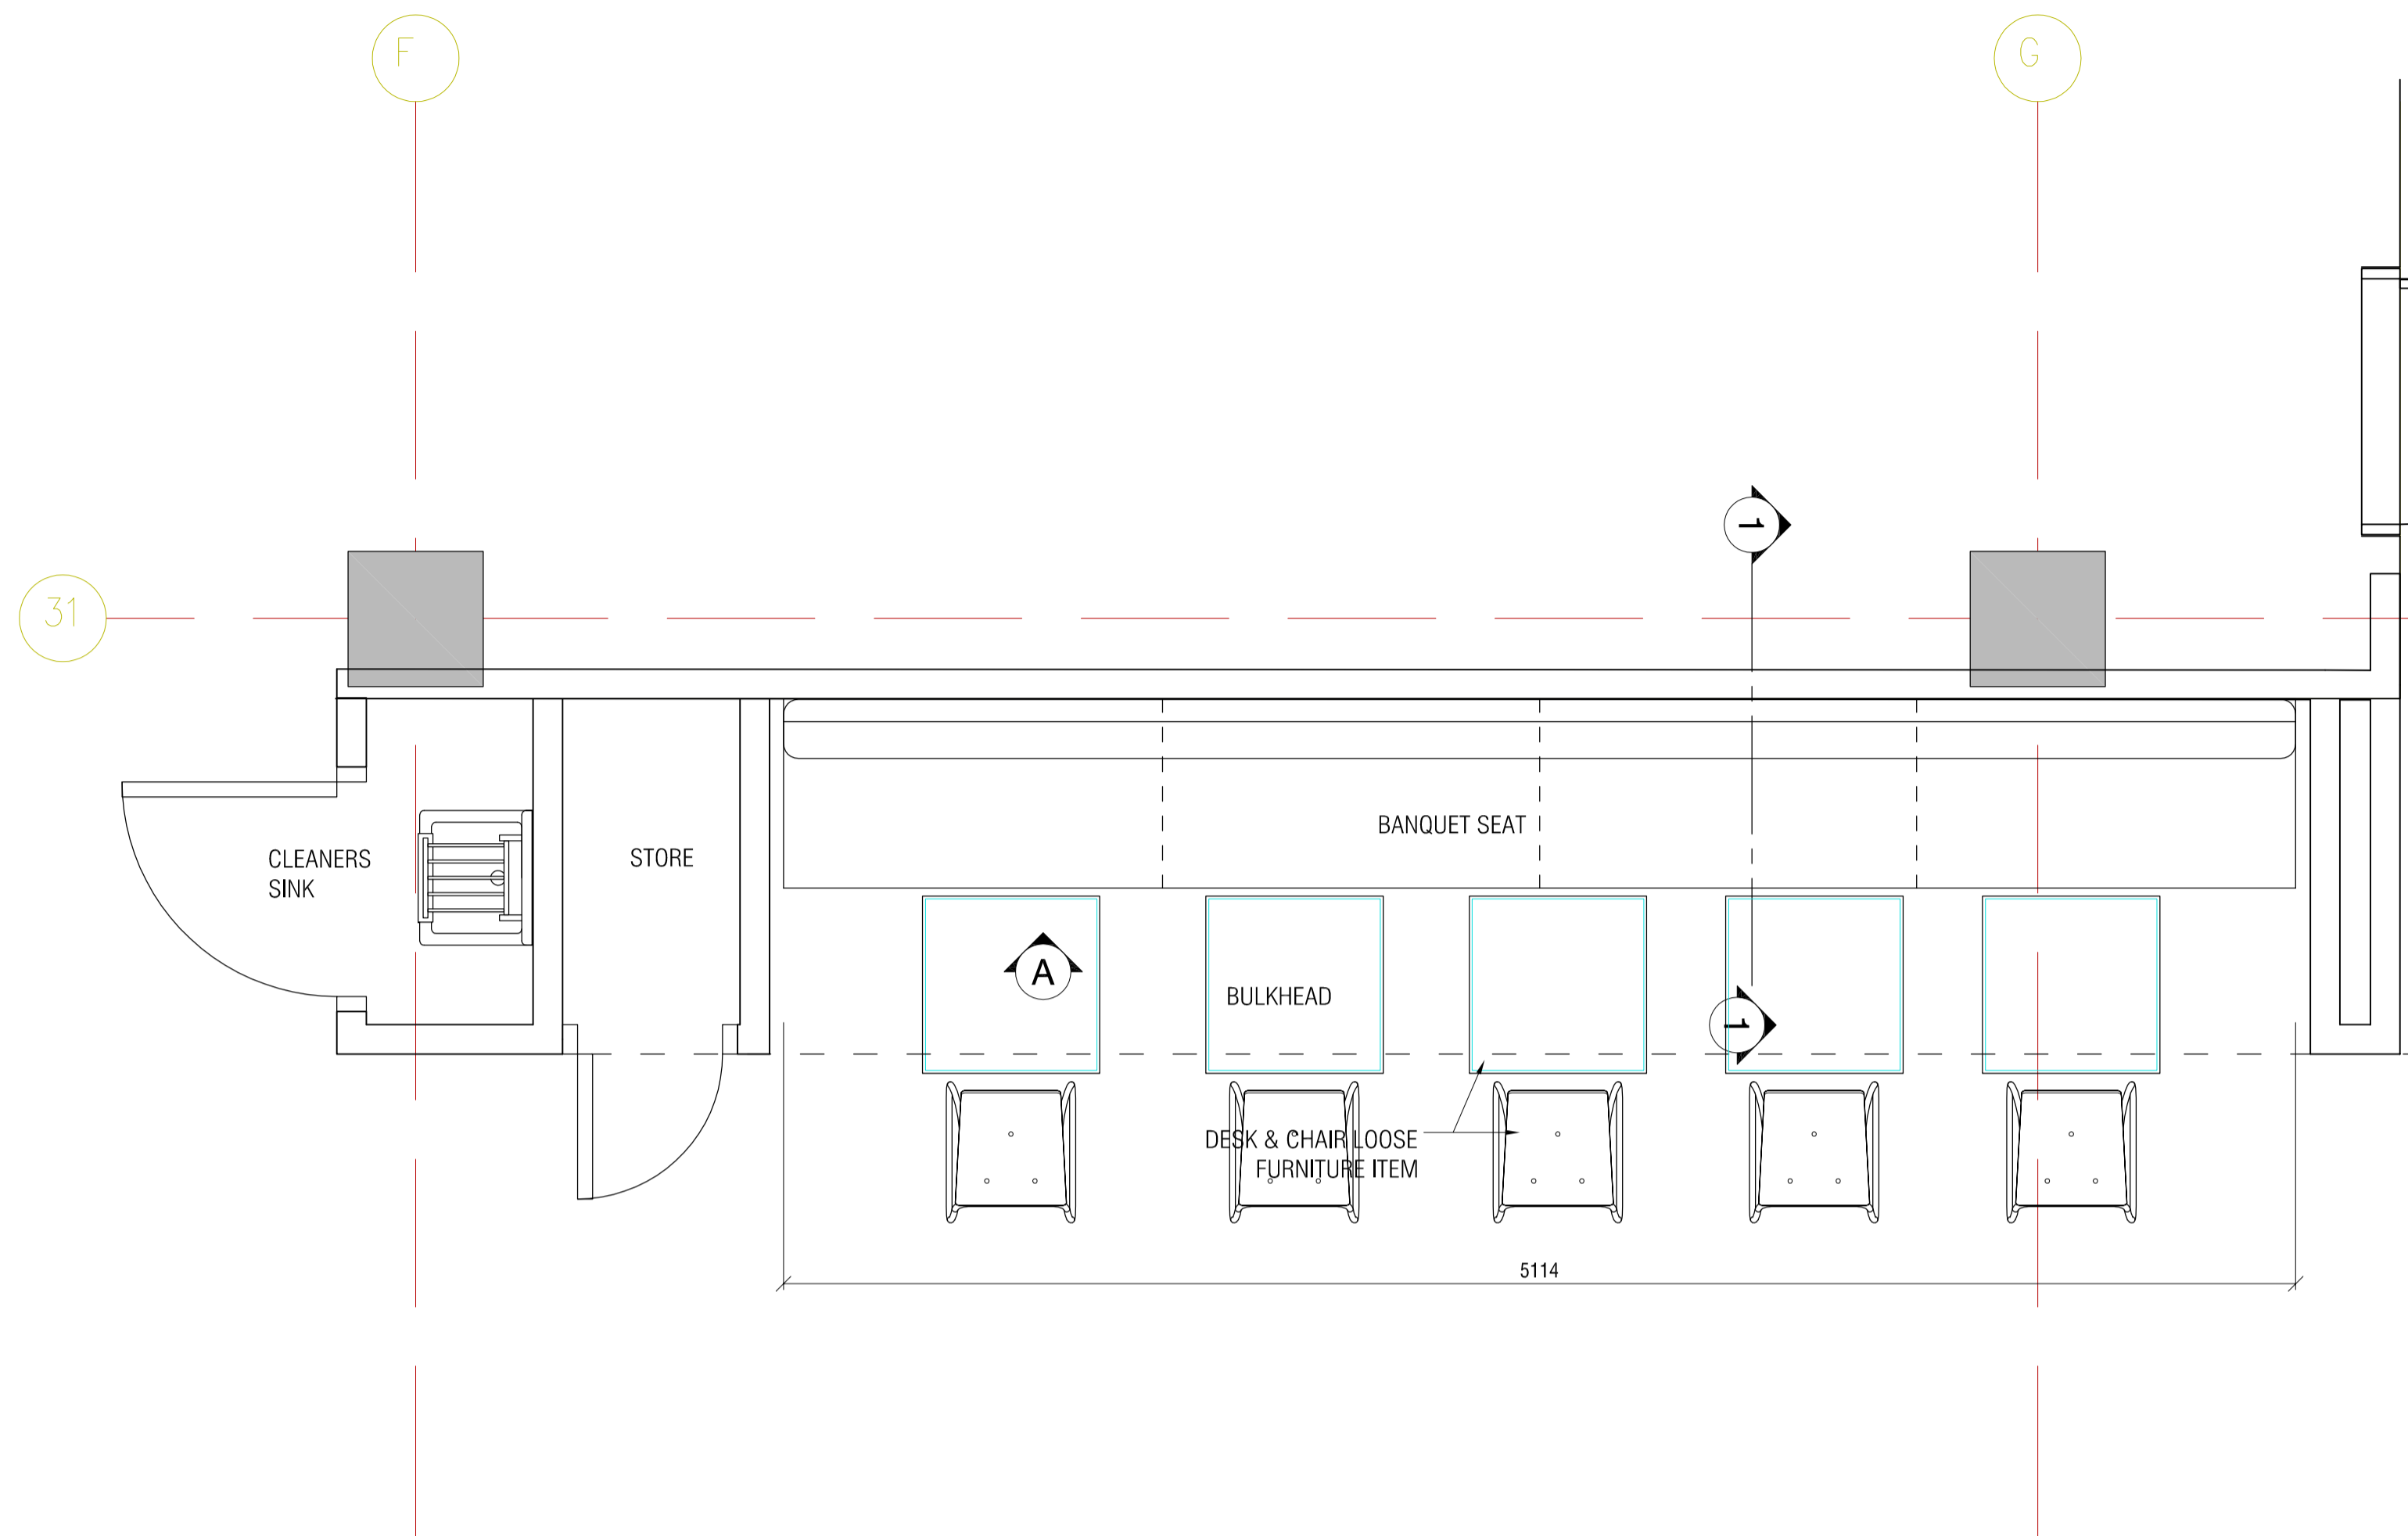 F
G
1
31
BANQUET SEAT
CLEANERS
SINK
STORE
A
BULKHEAD
1
DESK & CHAIR LOOSE
FURNITURE ITEM
5114